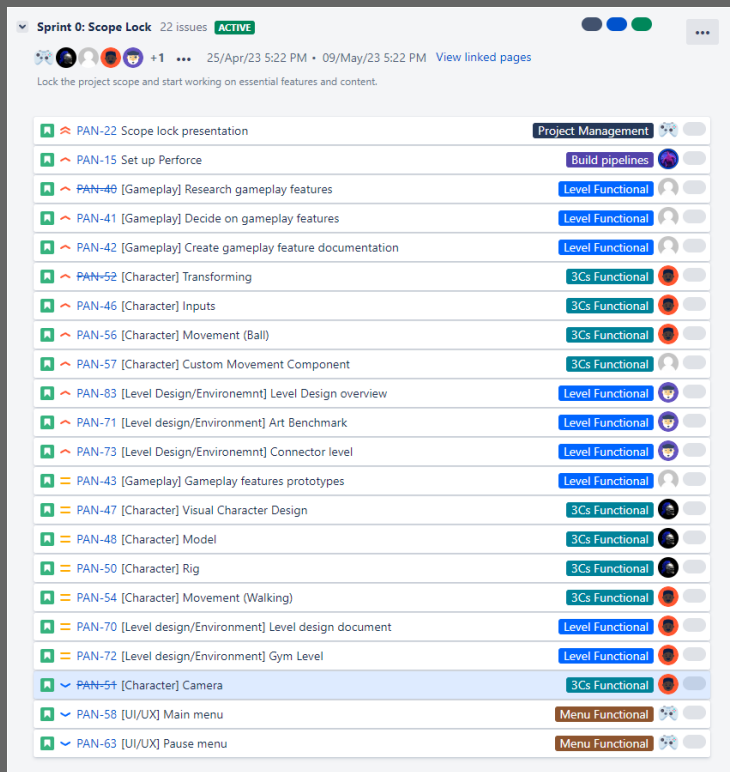 Sprint 0: Scope Lock 22 issues ACTIVE
+1 ••• 25/Apr/23 5:22 PM • 09/May/23 5:22 PM View linked pages
Lock the project scope and start working on essential features and content.
PAN-22 Scope lock presentation Project Management
PAN-15 Set up Perforce Build pipelines
PAN-40 [Gameplay] Research gameplay features Level Functional
PAN-41 [Gameplay] Decide on gameplay features Level Functional
PAN-42 [Gameplay] Create gameplay feature documentation Level Functional
PAN-52 [Character] Transforming 3Cs Functional
PAN-46 [Character] Inputs 3Cs Functional
PAN-56 [Character] Movement (Ball) 3Cs Functional
PAN-57 [Character] Custom Movement Component 3Cs Functional
PAN-83 [Level Design/Environemnt] Level Design overview Level Functional
PAN-71 [Level design/Environment] Art Benchmark Level Functional
PAN-73 [Level Design/Environemnt] Connector level Level Functional
PAN-43 [Gameplay] Gameplay features prototypes Level Functional
PAN-47 [Character] Visual Character Design 3Cs Functional
PAN-48 [Character] Model 3Cs Functional
PAN-50 [Character] Rig 3Cs Functional
PAN-54 [Character] Movement (Walking) 3Cs Functional
PAN-70 [Level design/Environment] Level design document Level Functional
PAN-72 [Level design/Environment] Gym Level Level Functional
PAN-51 [Character] Camera 3Cs Functional
PAN-58 [UI/UX] Main menu Menu Functional
PAN-63 [UI/UX] Pause menu Menu Functional